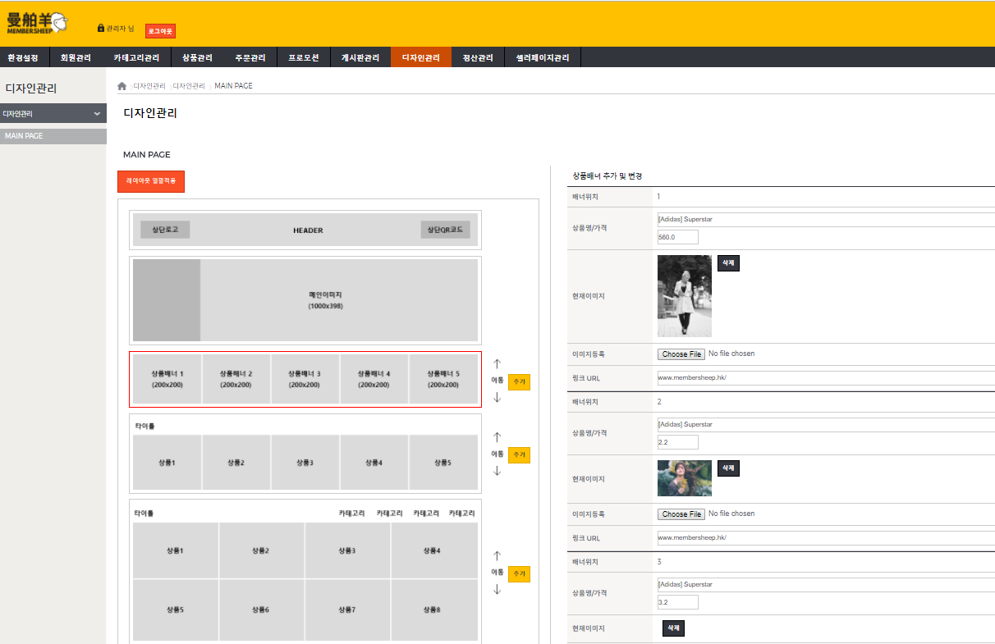 曼舶羊
MEMBERSHEEP
관리자 님
로그아웃
환경설정 회원관리 카테고리관리 상품관리 주문관리 프로모션 게시판관리 디자인관리 정산관리 셀러페이지관리
디자인관리
디자인관리
MAIN PAGE
디자인관리 디자인관리 MAIN PAGE
디자인관리
MAIN PAGE
레이아웃 일괄적용
상단로고 HEADER 상단QR코드
메인이미지
(1000x398)
상품배너 1 상품배너 2 상품배너 3 상품배너 4 상품배너 5
(200x200) (200x200) (200x200) (200x200) (200x200)
이동 추가
타이틀
상품1 상품2 상품3 상품4 상품5
이동 추가
타이틀 카테고리 카테고리 카테고리 카테고리
상품1 상품2 상품3 상품4
이동 추가
상품5 상품6 상품7 상품8
상품배너 추가 및 변경
배너위치 1
상품명/가격 [Adidas] Superstar
560.0
현재이미지 삭제
이미지등록 Choose File No file chosen
링크 URL www.membersheep.hk/
배너위치 2
상품명/가격 [Adidas] Superstar
2.2
현재이미지 삭제
이미지등록 Choose File No file chosen
링크 URL www.membersheep.hk/
배너위치 3
상품명/가격 [Adidas] Superstar
3.2
현재이미지 삭제